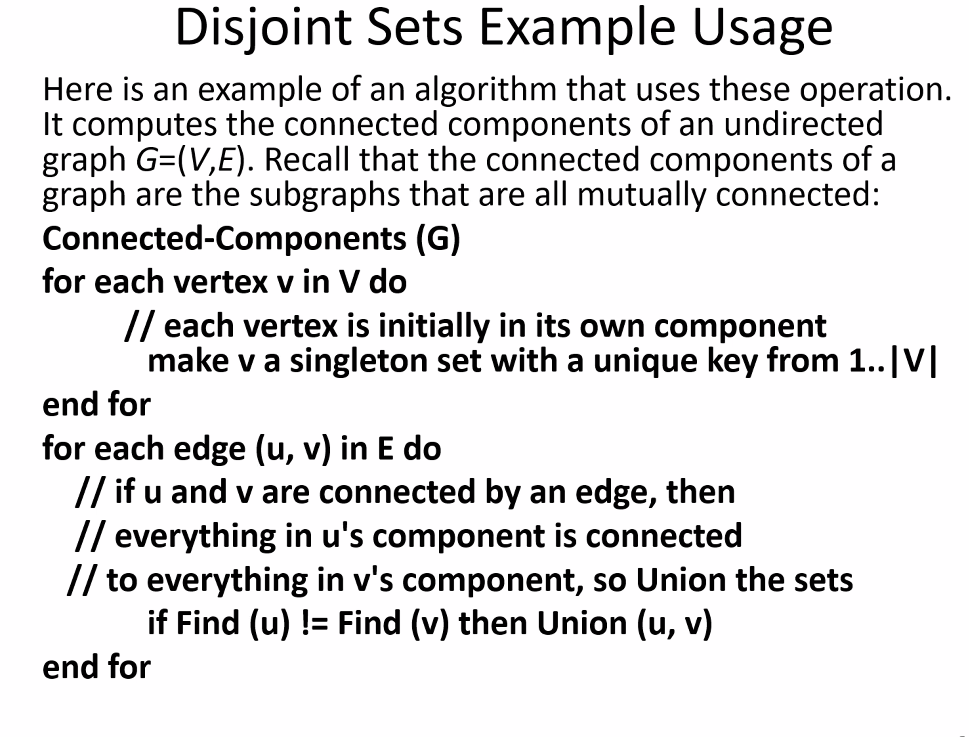 Disjoint Sets Example Usage
Here is an example of an algorithm that uses these operation.
It computes the connected components of an undirected
graph G=(V,E). Recall that the connected components of a
graph are the subgraphs that are all mutually connected:
Connected-Components (G)
for each vertex v in V do
// each vertex is initially in its own component
make v a singleton set with a unique key from 1..|V|
end for
for each edge (u, v) in E do
// if u and v are connected by an edge, then
// everything in u's component is connected
// to everything in v's component, so Union the sets
if Find (u) != Find (v) then Union (u, v)
end for